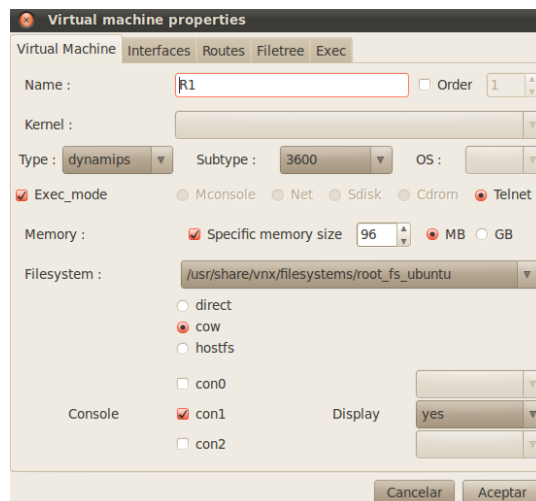 Virtual machine properties
Virtual Machine Interfaces Routes Filetree Exec
Name : R1 Order 1
Kernel :
Type : dynamips Subtype : 3600 OS :
Exec_mode Mconsole Net Sdisk Cdrom Telnet
Memory : Specific memory size 96 MB GB
Filesystem : /usr/share/vnx/filesystems/root_fs_ubuntu
direct
cow
hostfs
con0
Console con1 Display yes
con2
Cancelar Aceptar